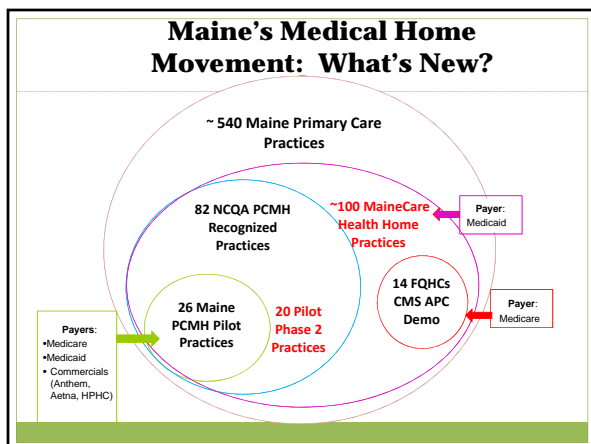 Maine's Medical Home
Movement: What's New?
~ 540 Maine Primary Care
Practices
82 NCQA PCMH
Recognized
Practices
~100 MaineCare
Health Home
Practices
Payer:
Medicaid
26 Maine
PCMH Pilot
Practices
20 Pilot
Phase 2
Practices
14 FQHCs
CMS APC
Demo
Payer:
Medicare
Payers:
•Medicare
•Medicaid
• Commercials
(Anthem,
Aetna, HPHC)